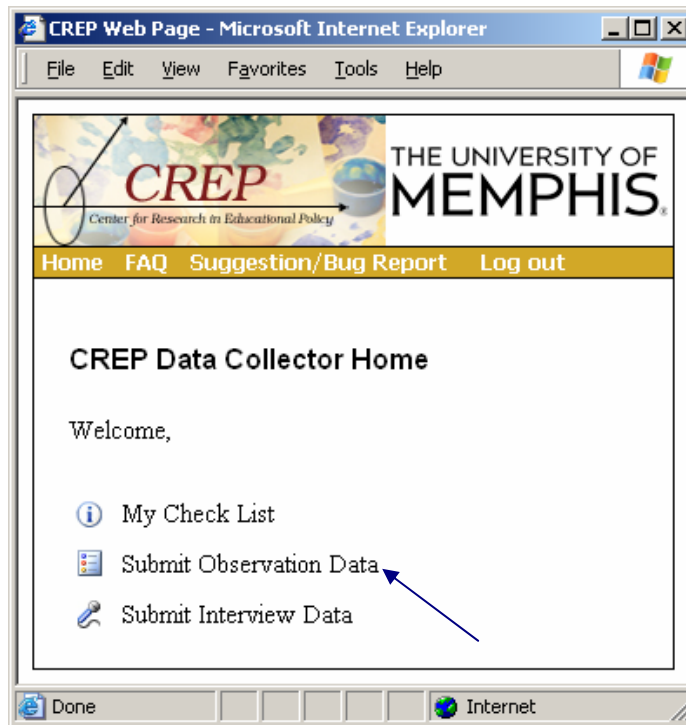 CREP Web Page - Microsoft Internet Explorer
File Edit View Favorites Tools Help
CREP
Center for Research in Educational Policy
THE UNIVERSITY OF
MEMPHIS®
Home FAQ Suggestion/Bug Report Log out
CREP Data Collector Home
Welcome,
My Check List
Submit Observation Data
Submit Interview Data
Done Internet